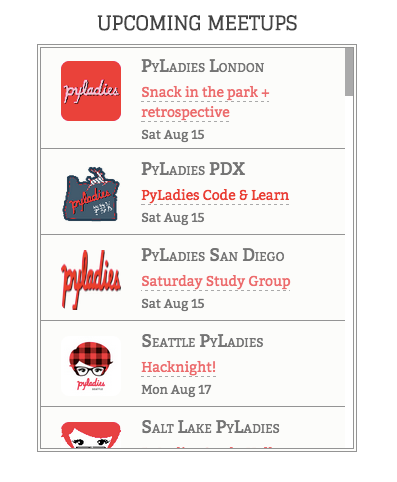 UPCOMING MEETUPS
pyladies
PyLadies London
Snack in the park +
retrospective
Sat Aug 15
pyladies
PyLadies PDX
PyLadies Code & Learn
Sat Aug 15
pyladies
PyLadies San Diego
Saturday Study Group
Sat Aug 15
pyladies
Seattle PyLadies
Hacknight!
Mon Aug 17
Salt Lake PyLadies